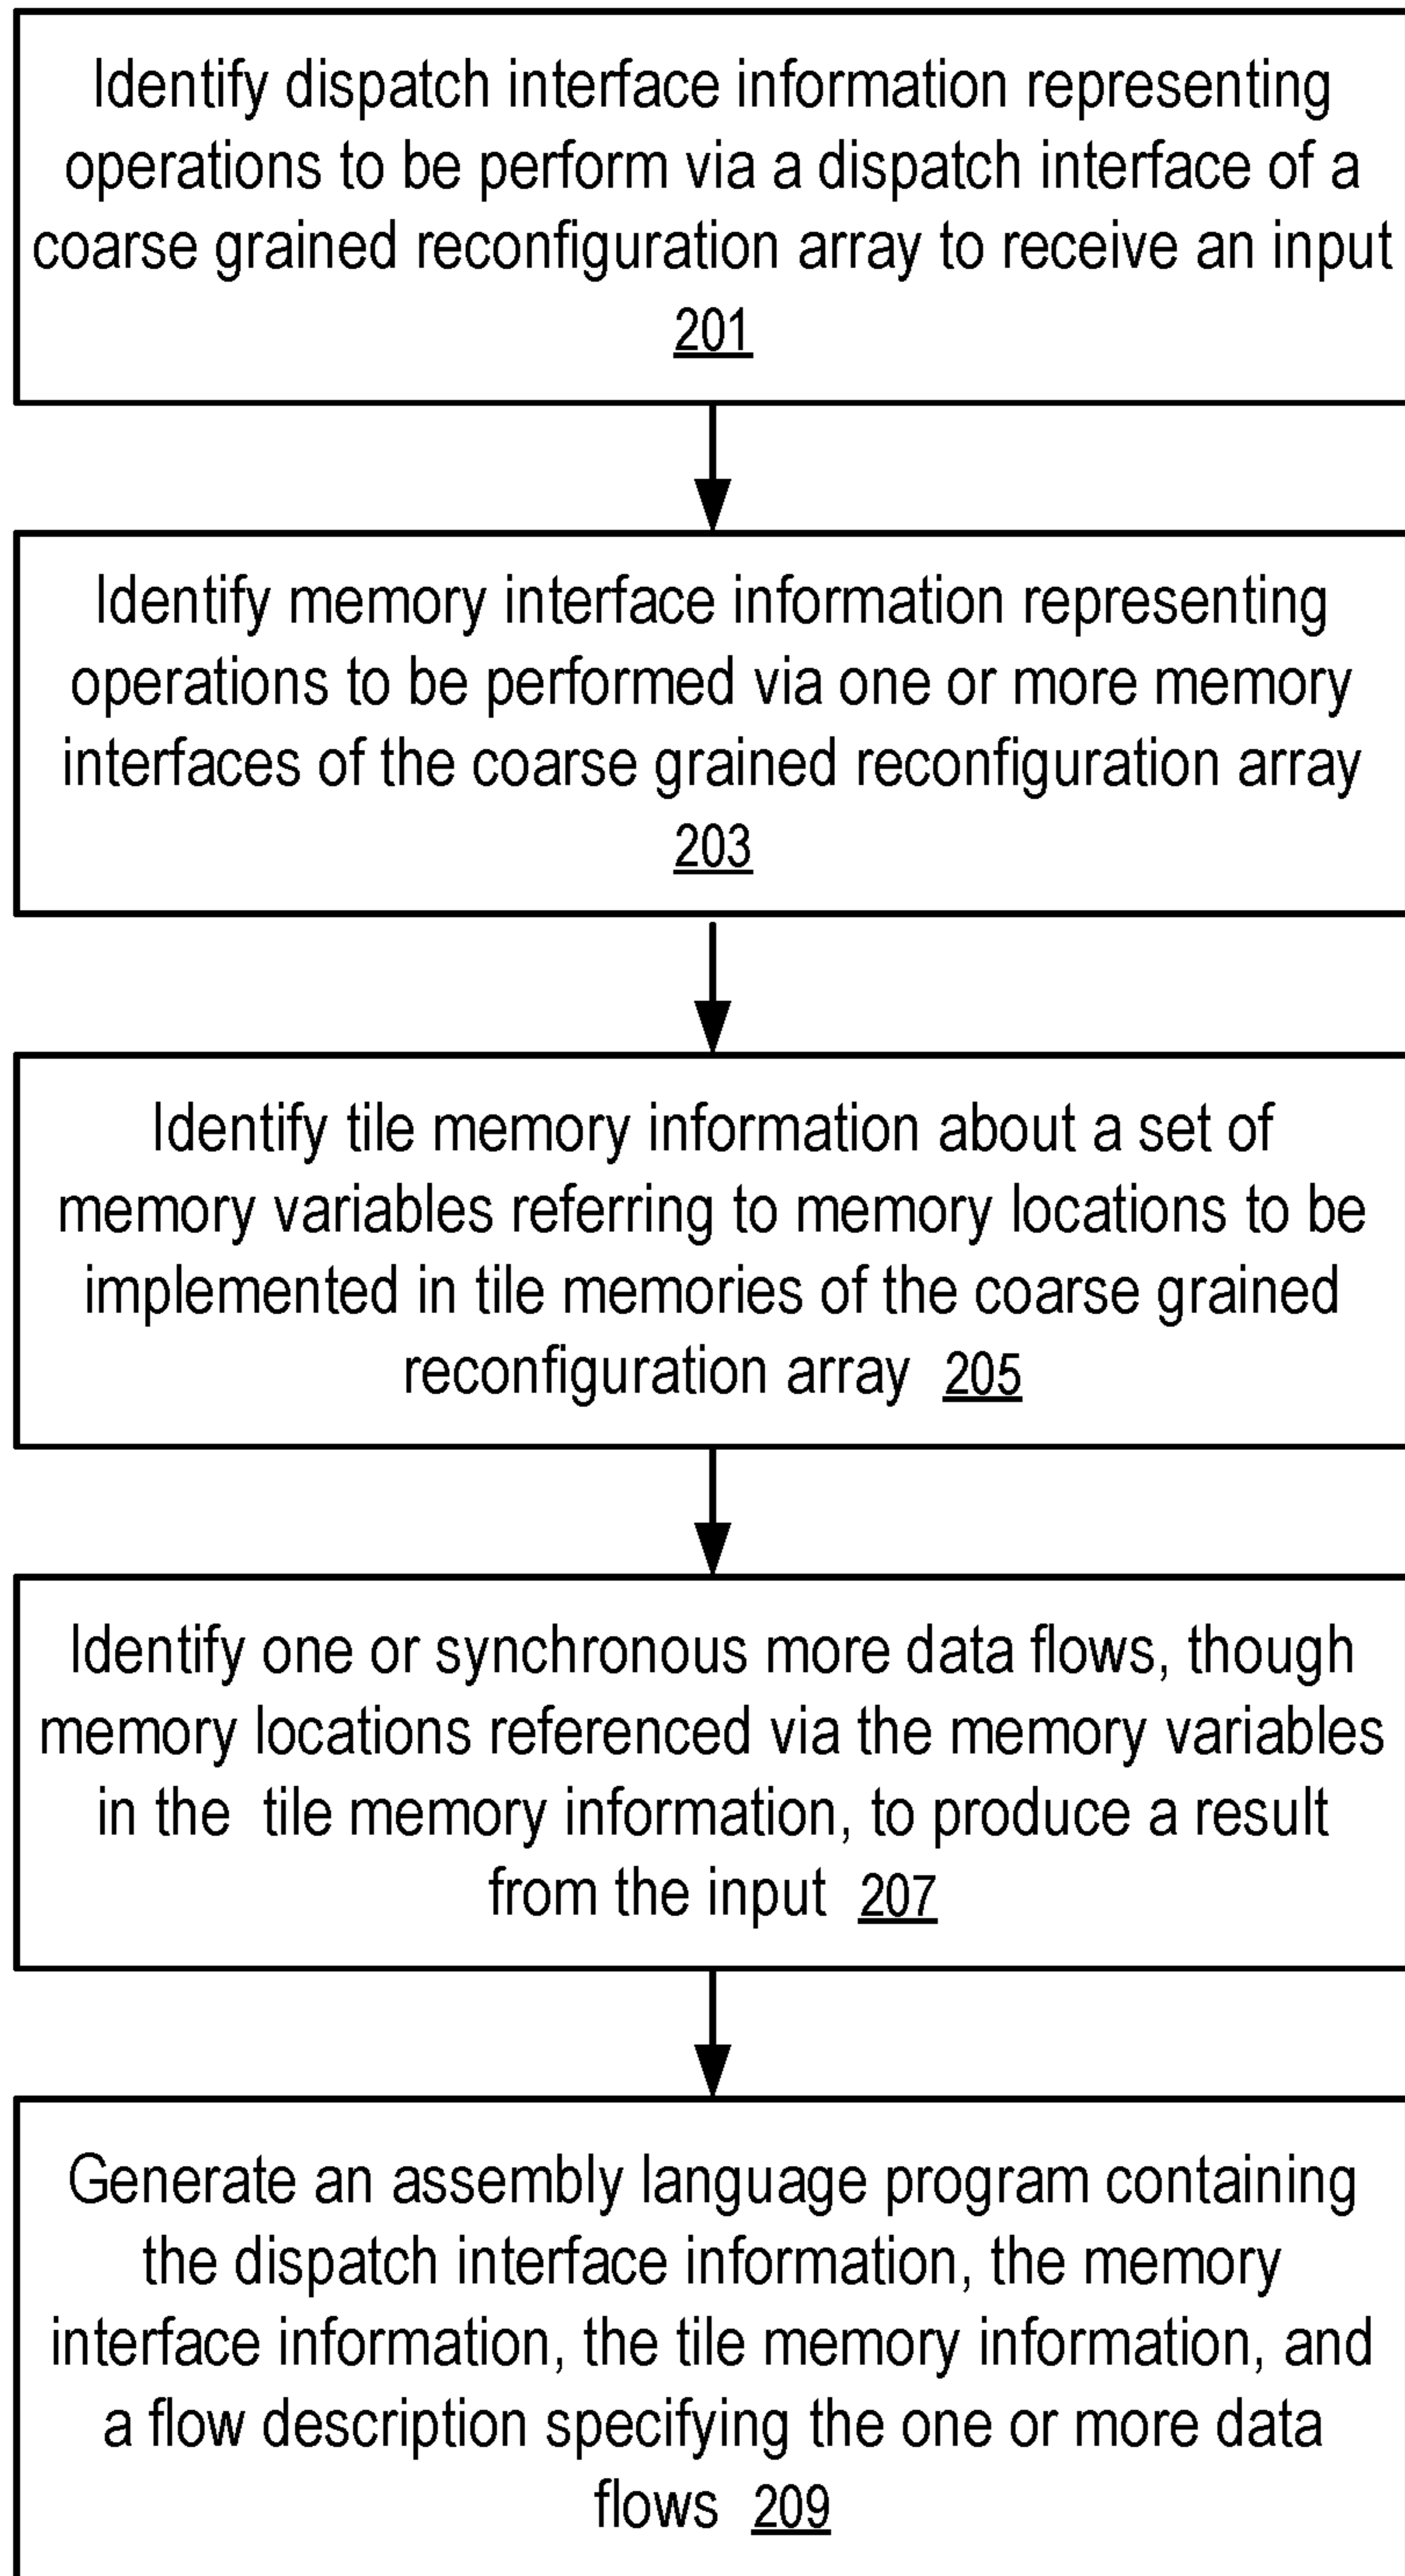 Identify dispatch interface information representing
operations to be perform via a dispatch interface of a
coarse grained reconfiguration array to receive an input
201
Identify memory interface information representing
operations to be performed via one or more memory
interfaces of the coarse grained reconfiguration array
203
Identify tile memory information about a set of
memory variables referring to memory locations to be
implemented in tile memories of the coarse grained
reconfiguration array 205
Identify one or synchronous more data flows, though
memory locations referenced via the memory variables
in the tile memory information, to produce a result
from the input 207
Generate an assembly language program containing
the dispatch interface information, the memory
interface information, the tile memory information, and
a flow description specifying the one or more data
flows 209